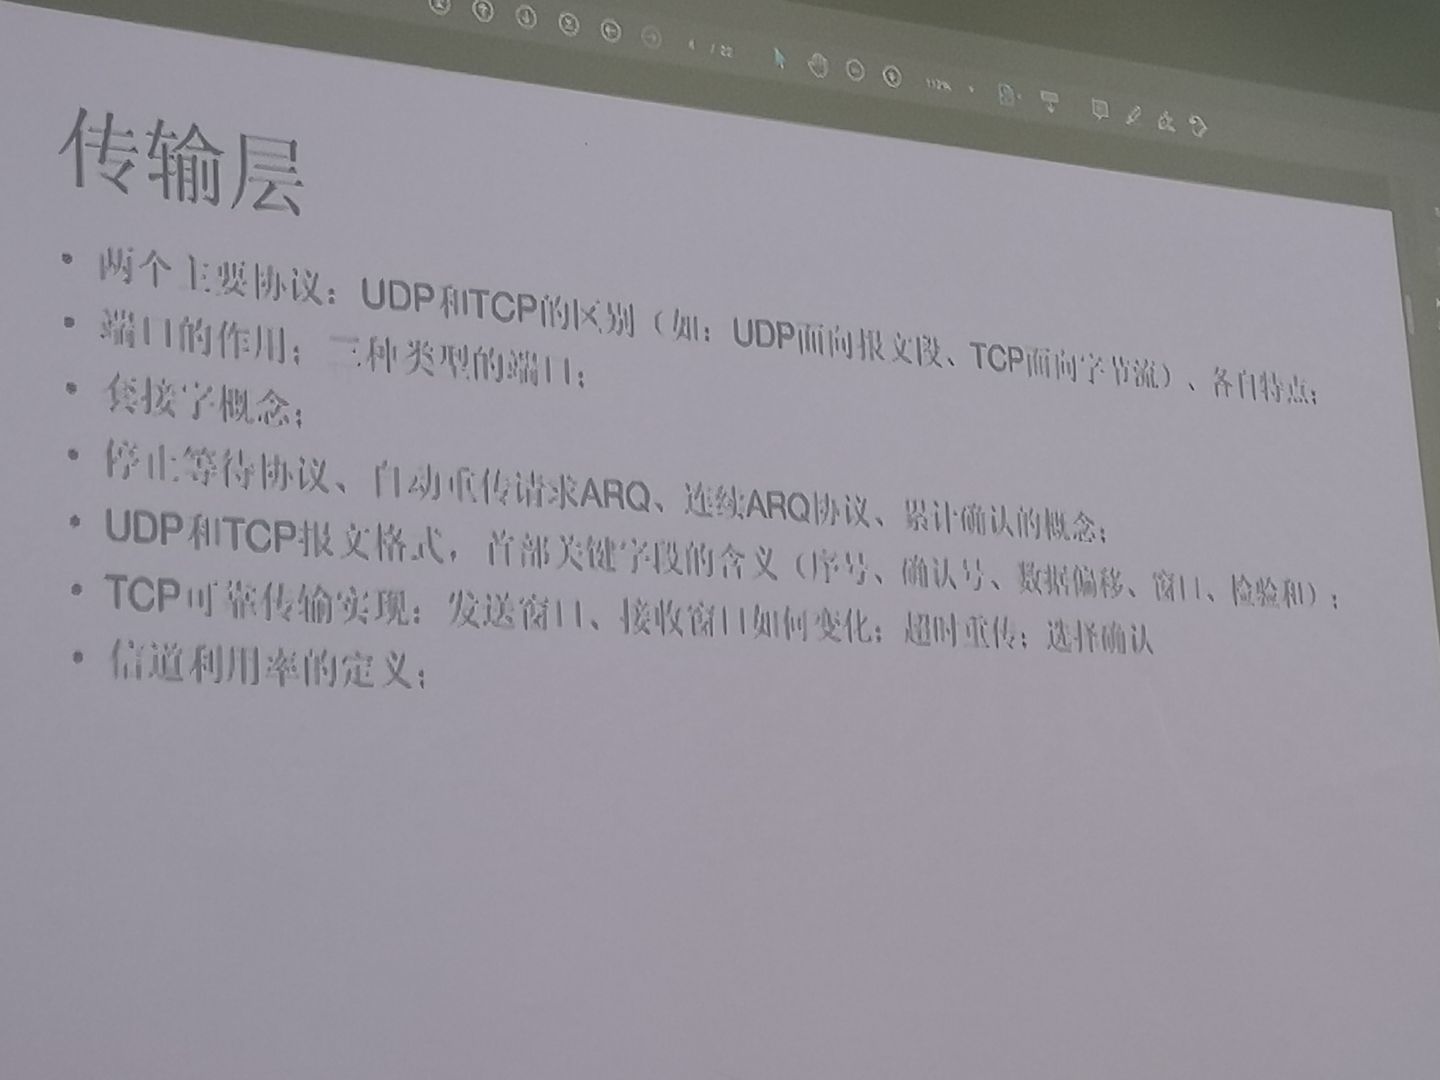 / 22
112%
传输层
• 两个主要协议：UDP和TCP的区别（如：UDP面向报文段、TCP面向字节流）、各自特点；
• 端口的作用；三种类型的端口；
• 套接字概念；
• 停止等待协议、自动重传请求ARQ、连续ARQ协议、累计确认的概念；
• UDP和TCP报文格式，首部关键字段的含义（序号、确认号、数据偏移、窗口、检验和）；
• TCP可靠传输实现：发送窗口、接收窗口如何变化；超时重传；选择确认
• 信道利用率的定义；